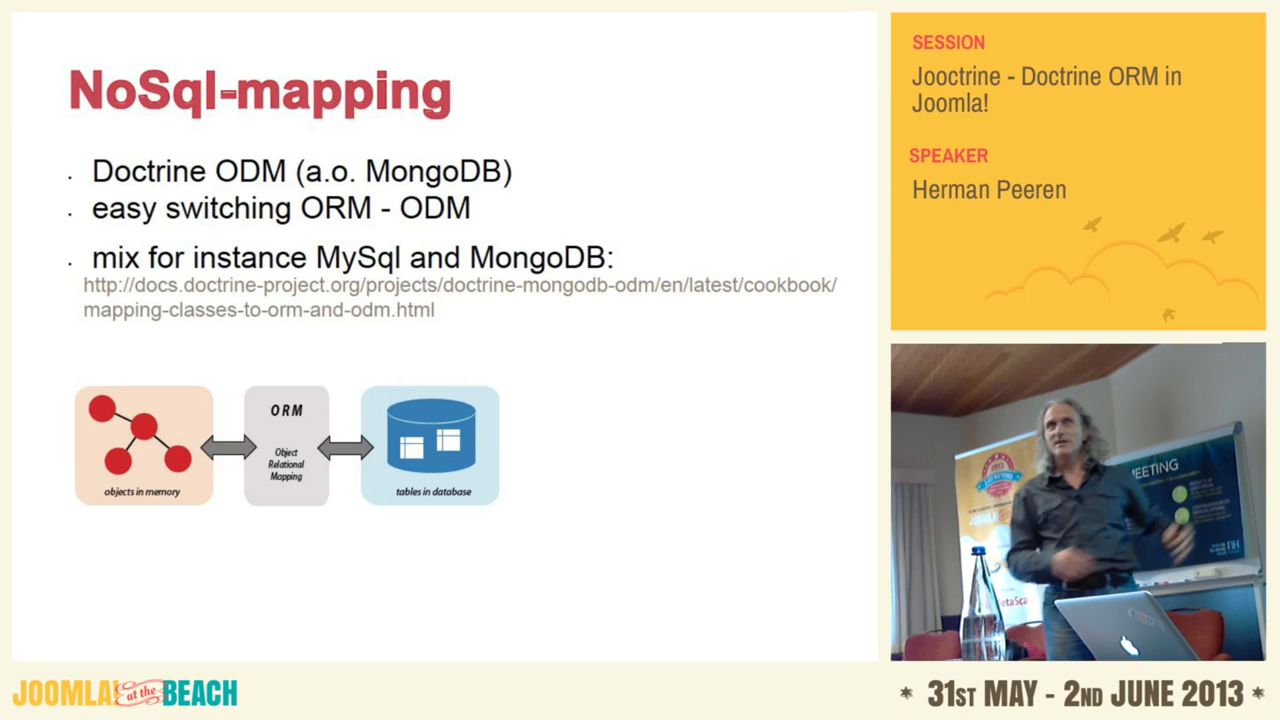 NoSql-mapping
Doctrine ODM (a.o. MongoDB)
easy switching ORM - ODM
mix for instance MySql and MongoDB:
http://docs.doctrine-project.org/projects/doctrine-mongodb-odm/en/latest/cookbook/
mapping-classes-to-orm-and-odm.html
objects in memory
ORM
Object
Relational
Mapping
tables in database
SESSION
Jooctrine - Doctrine ORM in
Joomla!
SPEAKER
Herman Peeren
2013
MEETING
NH
JOOMLA! at the BEACH
* 31ST MAY - 2ND JUNE 2013 *